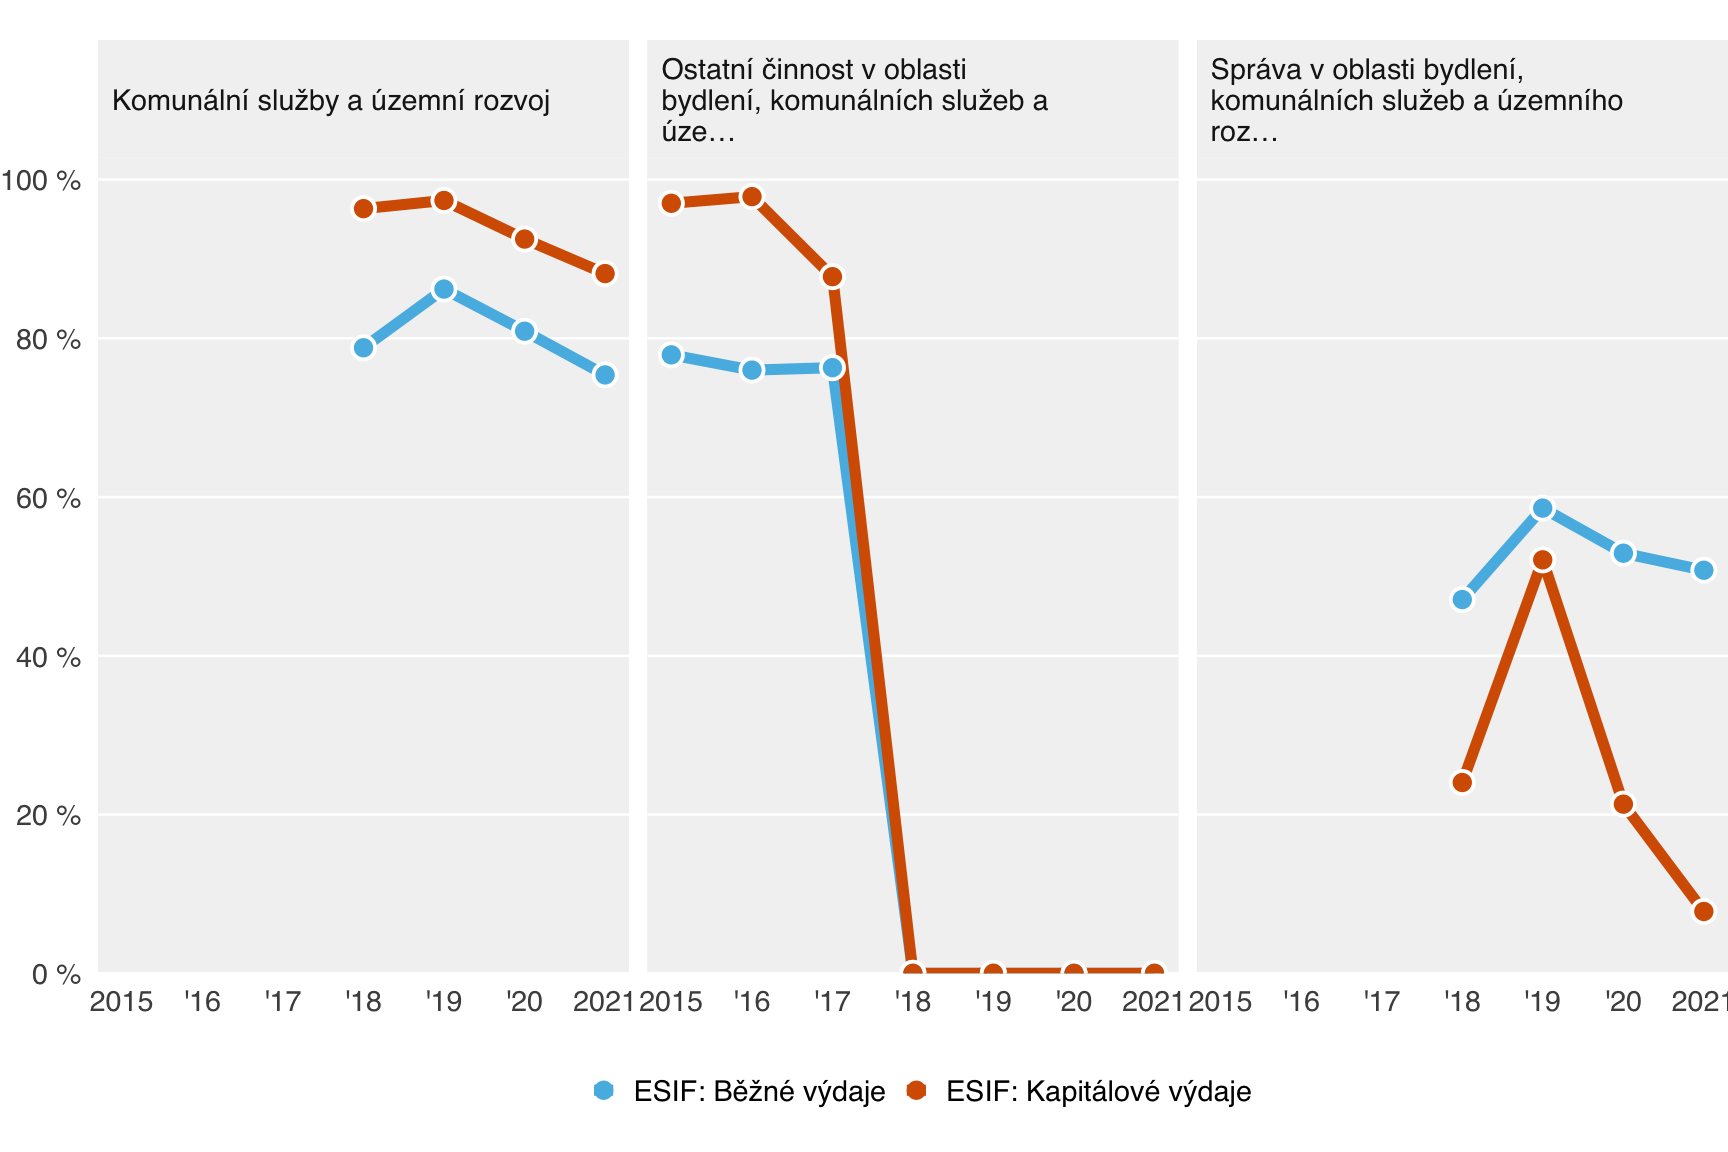 Komunální služby a územní rozvoj
Ostatní činnost v oblasti
bydlení, komunálních služeb a
úze…
Správa v oblasti bydlení,
komunálních služeb a územního
roz…
100 %
80 %
60 %
40 %
20 %
0 %
2015 '16 '17 '18 '19 '20 2021 2015 '16 '17 '18 '19 '20 2021 2015 '16 '17 '18 '19 '20 2021
ESIF: Běžné výdaje ESIF: Kapitálové výdaje